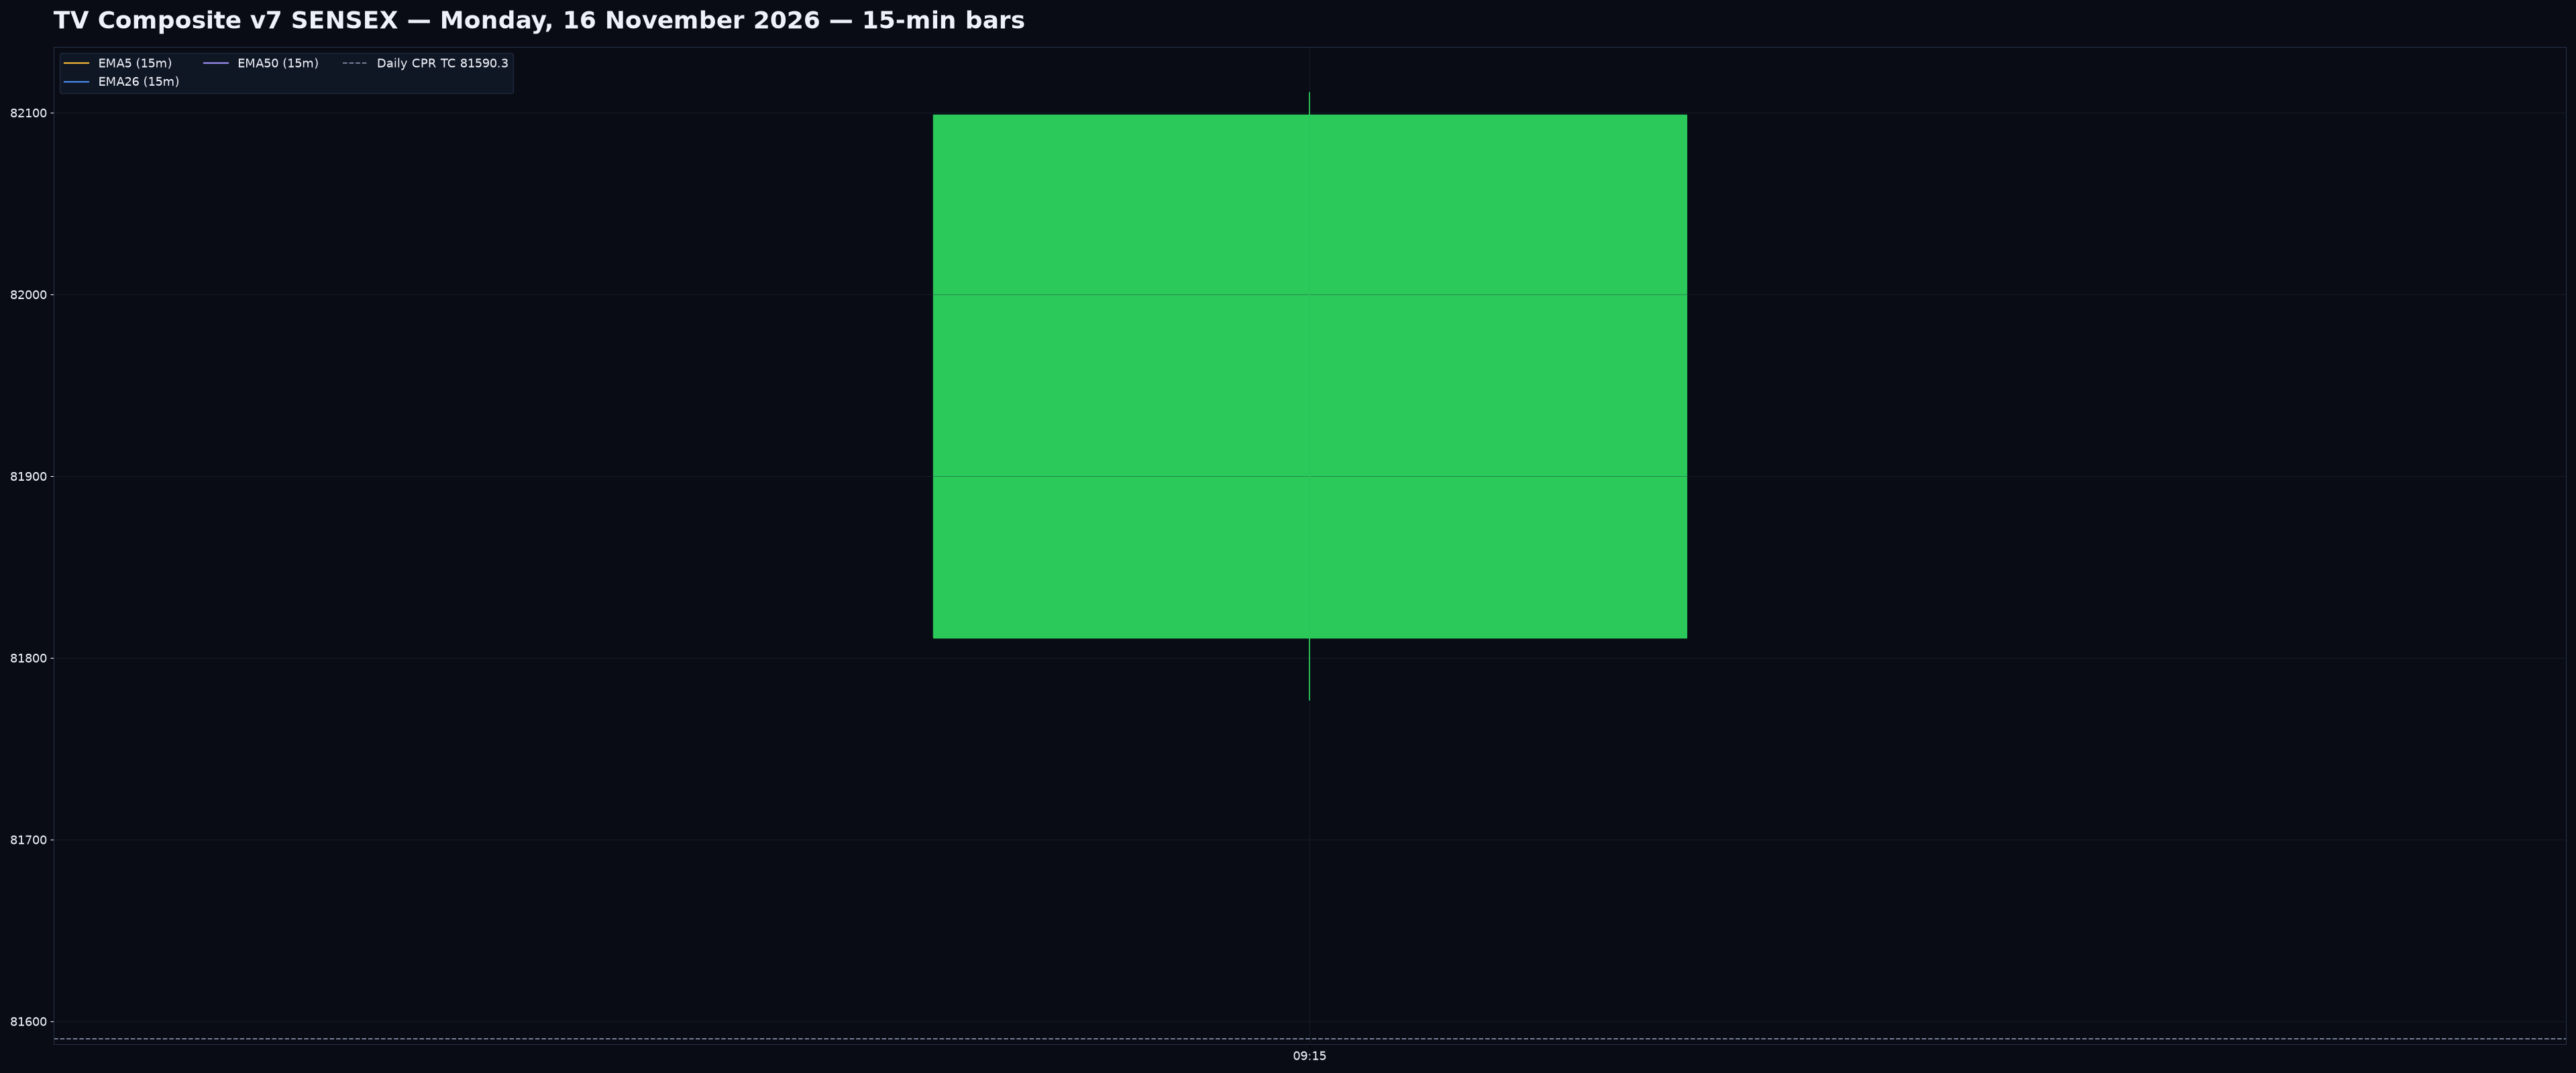 TV Composite v7 SENSEX — Monday, 16 November 2026 — 15-min bars
EMA5 (15m) EMA50 (15m) Daily CPR TC 81590.3
EMA26 (15m)
82100
82000
81900
81800
81700
81600
09:15